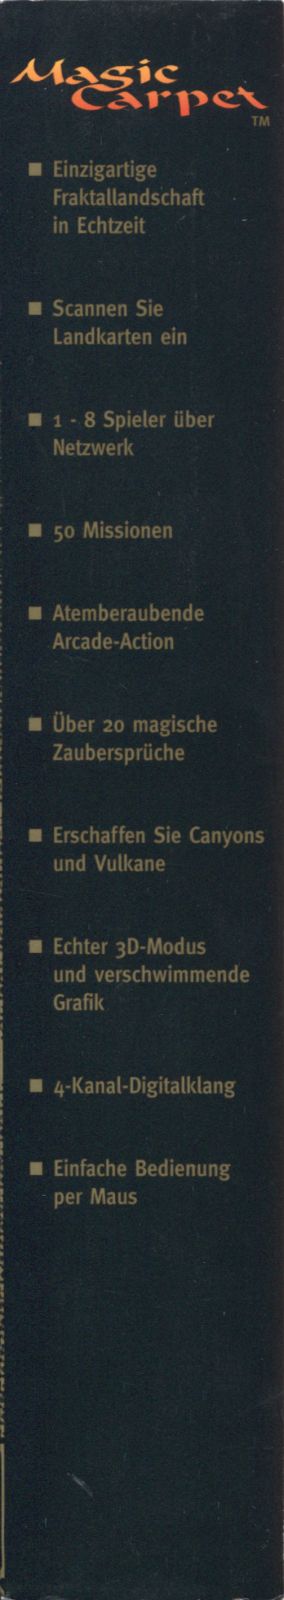 Magic
Carpet
TM
■ Einzigartige
Fraktallandschaft
in Echtzeit
■ Scannen Sie
Landkarten ein
■ 1 - 8 Spieler über
Netzwerk
■ 50 Missionen
■ Atemberaubende
Arcade-Action
■ Über 20 magische
Zaubersprüche
■ Erschaffen Sie Canyons
und Vulkane
■ Echter 3D-Modus
und verschwimmende
Grafik
■ 4-Kanal-Digitalklang
■ Einfache Bedienung
per Maus